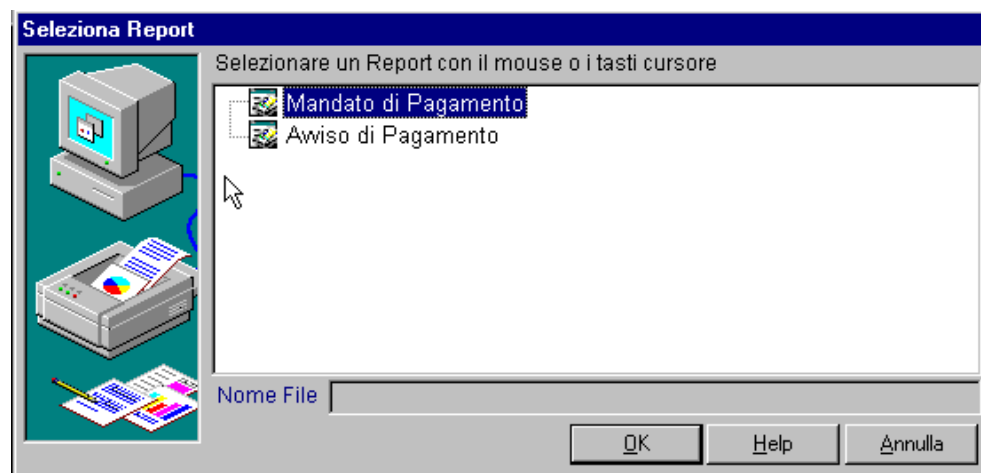 Seleziona Report
Selezionare un Report con il mouse o i tasti cursore
Mandato di Pagamento
Avviso di Pagamento
Nome File
OK Help Annulla